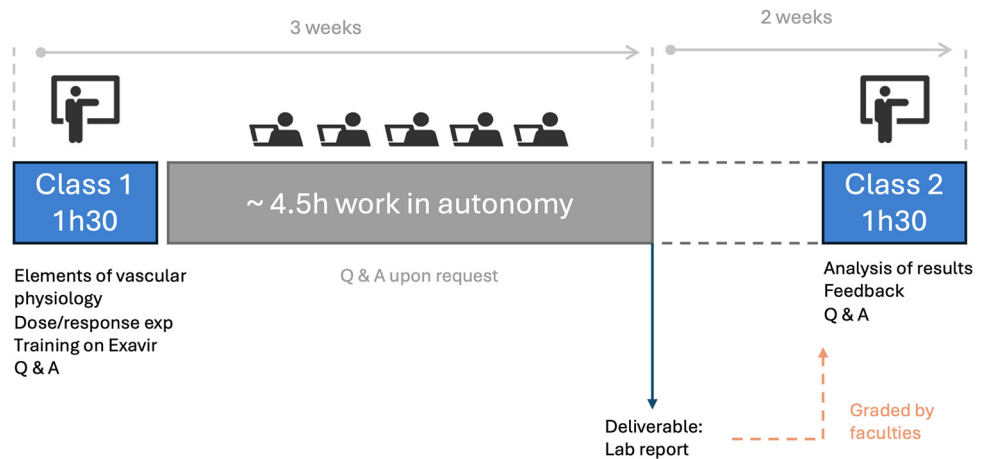 3 weeks
2 weeks
Class 1
1h30
~ 4.5h work in autonomy
Class 2
1h30
Elements of vascular
physiology
Dose/response exp
Training on Exavir
Q & A
Q & A upon request
Analysis of results
Feedback
Q & A
Deliverable:
Lab report
Graded by
faculties